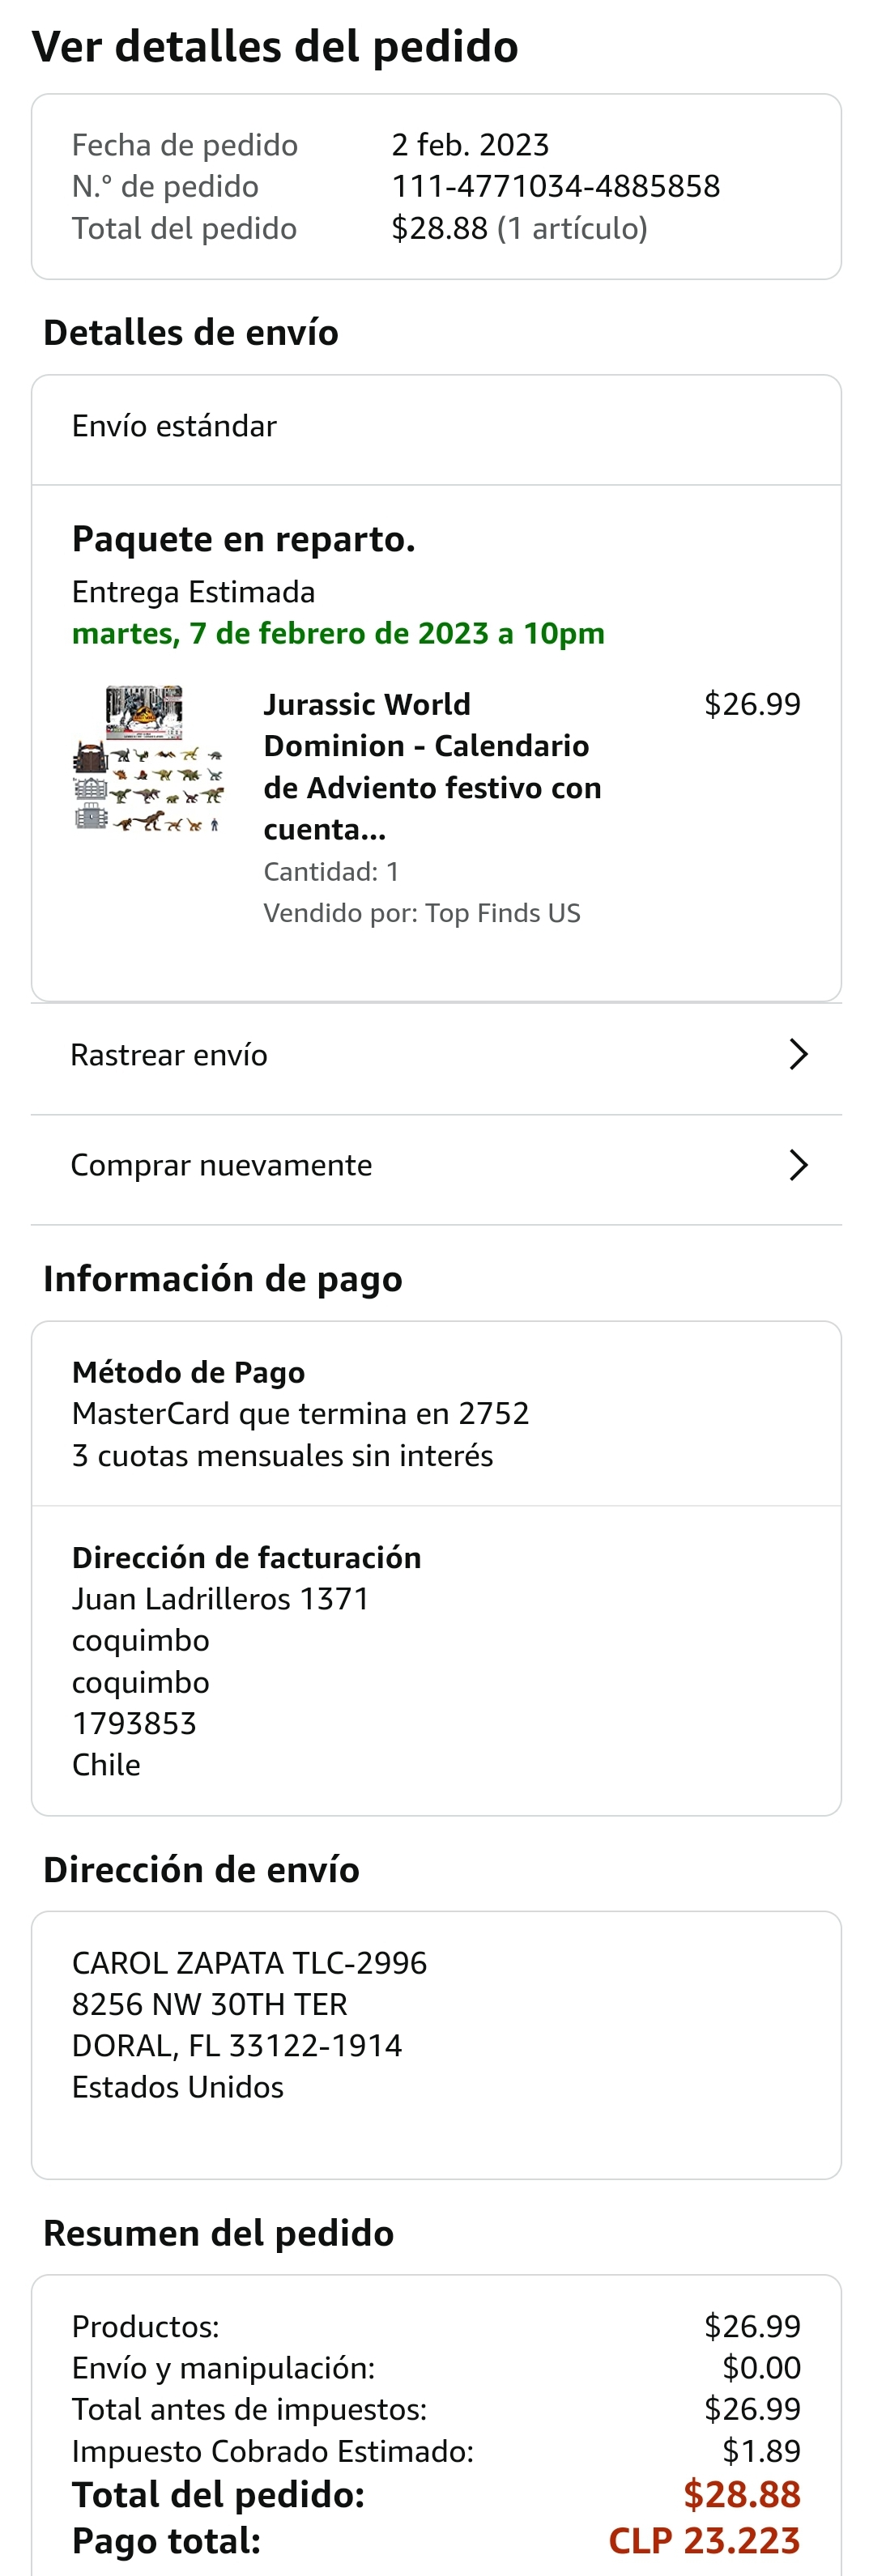 Ver detalles del pedido
Fecha de pedido 2 feb. 2023
N.° de pedido 111-4771034-4885858
Total del pedido $28.88 (1 artículo)
Detalles de envío
Envío estándar
Paquete en reparto.
Entrega Estimada
martes, 7 de febrero de 2023 a 10pm
Jurassic World $26.99
Dominion - Calendario
de Adviento festivo con
cuenta...
Cantidad: 1
Vendido por: Top Finds US
Rastrear envío
Comprar nuevamente
Información de pago
Método de Pago
MasterCard que termina en 2752
3 cuotas mensuales sin interés
Dirección de facturación
Juan Ladrilleros 1371
coquimbo
coquimbo
1793853
Chile
Dirección de envío
CAROL ZAPATA TLC-2996
8256 NW 30TH TER
DORAL, FL 33122-1914
Estados Unidos
Resumen del pedido
Productos: $26.99
Envío y manipulación: $0.00
Total antes de impuestos: $26.99
Impuesto Cobrado Estimado: $1.89
Total del pedido: $28.88
Pago total: CLP 23.223